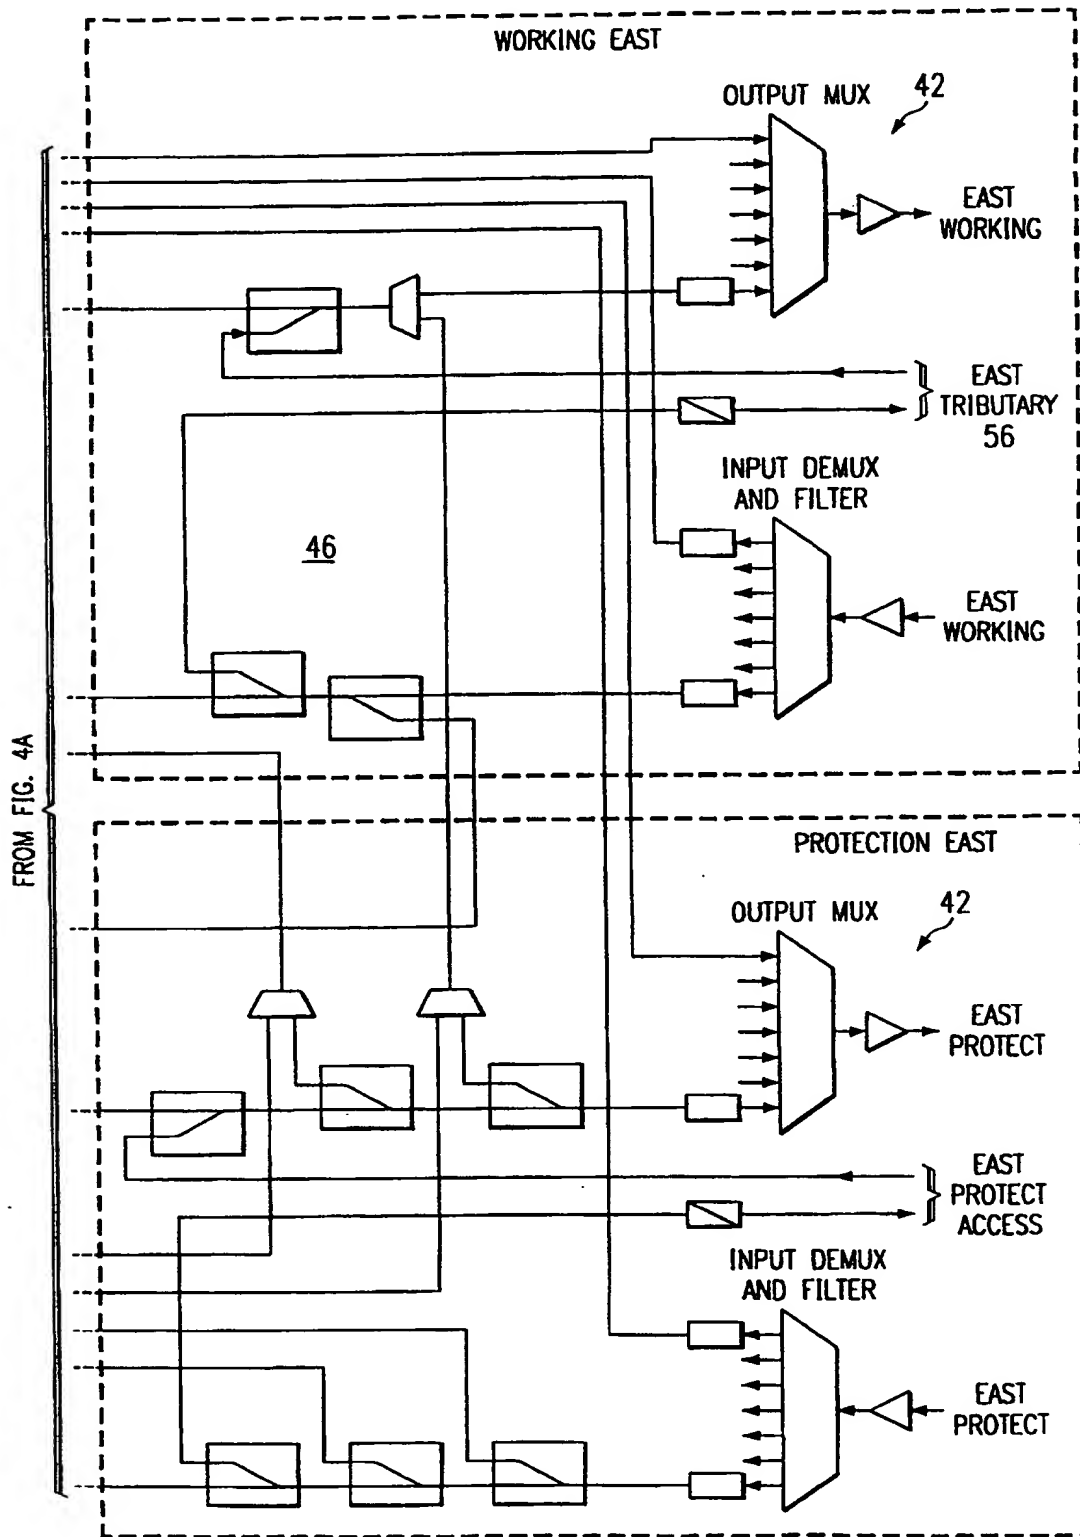 WORKING EAST
OUTPUT MUX
42
EAST
WORKING
EAST
TRIBUTARY
56
INPUT DEMUX
AND FILTER
46
EAST
WORKING
FROM FIG. 4A
PROTECTION EAST
OUTPUT MUX
42
EAST
PROTECT
EAST
PROTECT
ACCESS
INPUT DEMUX
AND FILTER
EAST
PROTECT